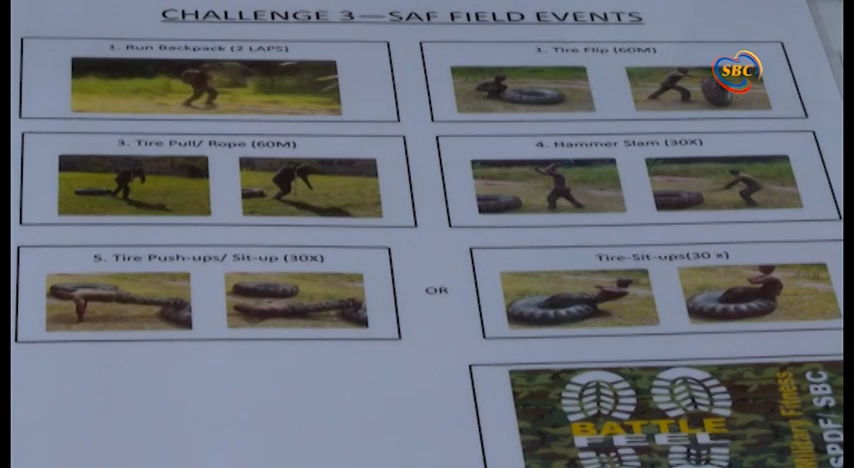 CHALLENGE 3—SAF FIELD EVENTS
1. Run Backpack (2 LAPS)
1. Tire Flip (60M)
SBC
3. Tire Pull/ Rope (60M)
4. Hammer Slam (30X)
5. Tire Push-ups/ Sit-up (30X)
OR
Tire-Sit-ups(30 x)
BATTLE
FEEL
Military Fitness
SPDF/ SBC